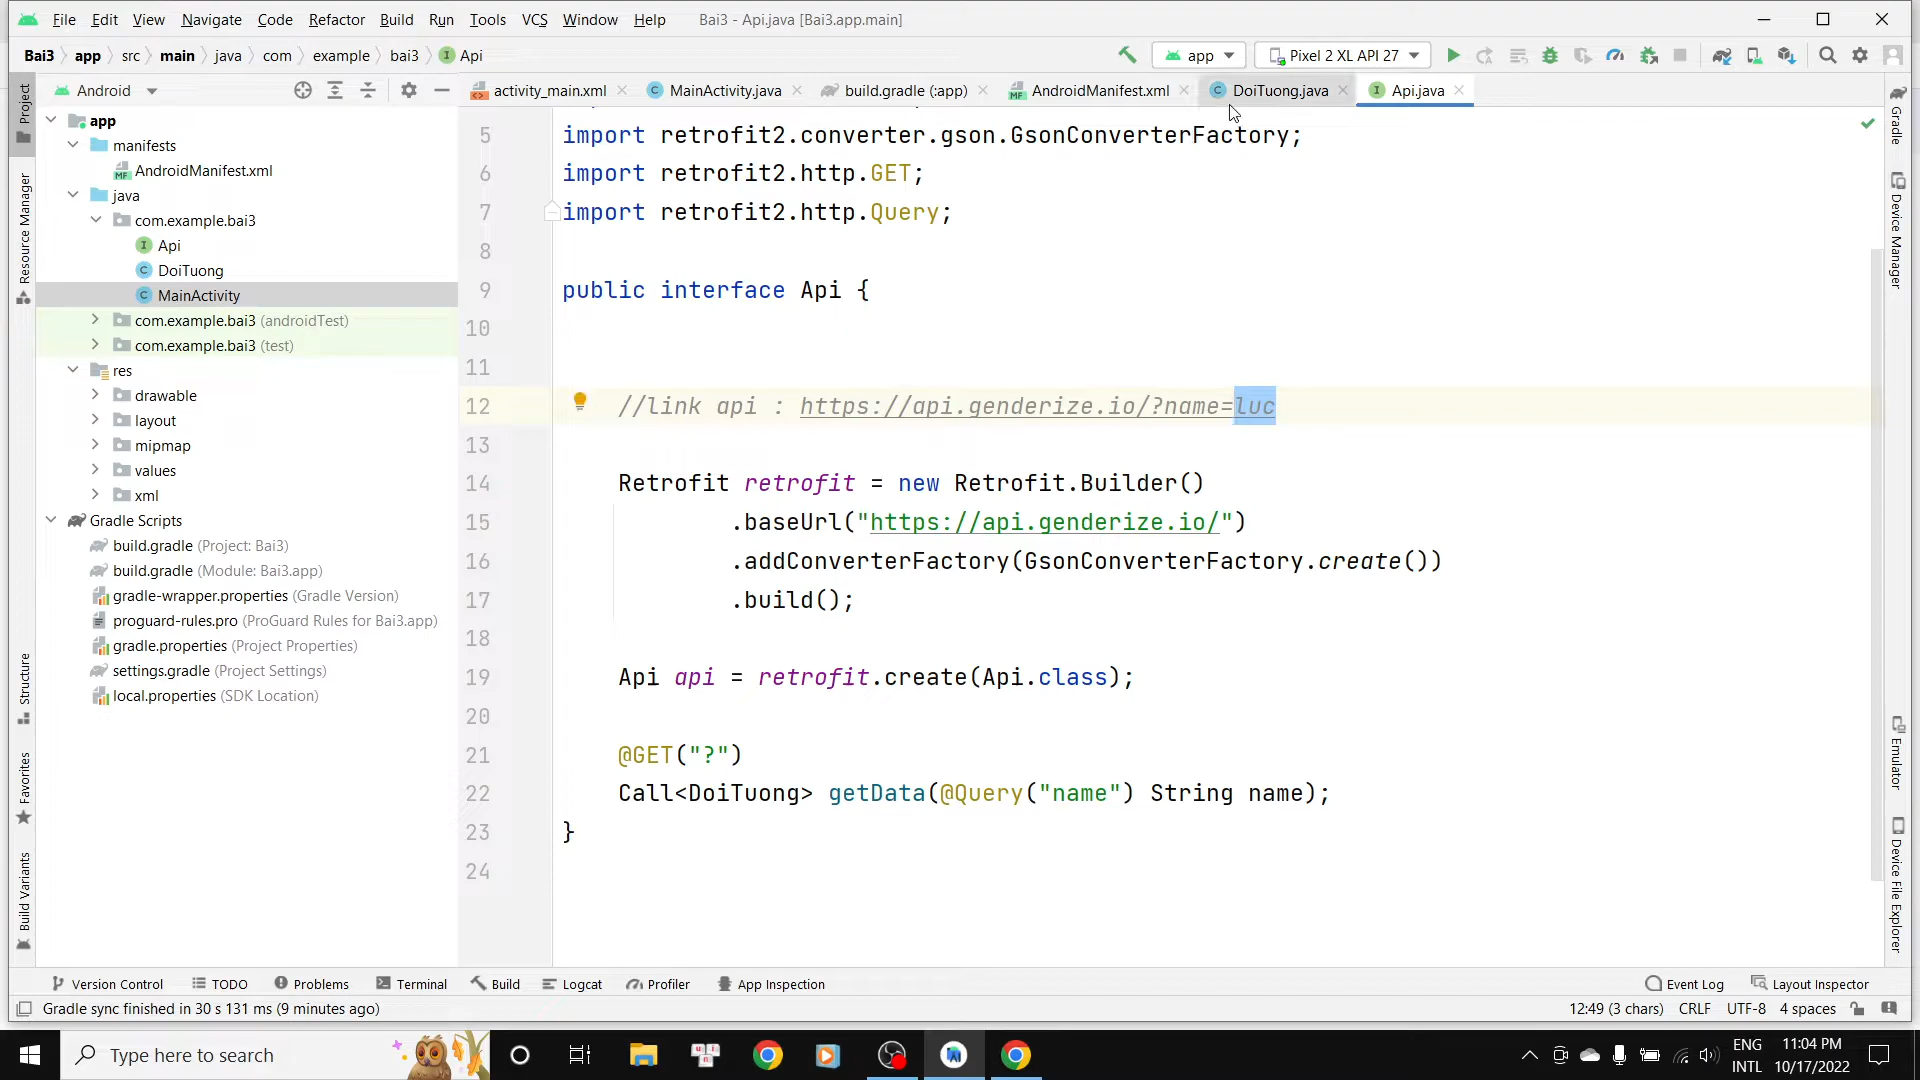 File Edit View Navigate Code Refactor Build Run Tools VCS Window Help Bai3 - Api.java [Bai3.app.main]
Bai3 app src main java com example bai3 Api
app Pixel 2 XL API 27
Project
Android
activity_main.xml MainActivity.java build.gradle (:app) AndroidManifest.xml DoiTuong.java Api.java
app
manifests
AndroidManifest.xml
java
com.example.bai3
Api
DoiTuong
MainActivity
com.example.bai3 (androidTest)
com.example.bai3 (test)
res
drawable
layout
mipmap
values
xml
Gradle Scripts
build.gradle (Project: Bai3)
build.gradle (Module: Bai3.app)
gradle-wrapper.properties (Gradle Version)
proguard-rules.pro (ProGuard Rules for Bai3.app)
gradle.properties (Project Properties)
settings.gradle (Project Settings)
local.properties (SDK Location)
Resource Manager
Structure
Favorites
Build Variants
5 import retrofit2.converter.gson.GsonConverterFactory;
6 import retrofit2.http.GET;
7 import retrofit2.http.Query;
8
9 public interface Api {
10
11
12 //link api : https://api.genderize.io/?name=luc
13
14 Retrofit retrofit = new Retrofit.Builder()
15 .baseUrl("https://api.genderize.io/")
16 .addConverterFactory(GsonConverterFactory.create())
17 .build();
18
19 Api api = retrofit.create(Api.class);
20
21 @GET("?")
22 Call<DoiTuong> getData(@Query("name") String name);
23 }
24
Gradle
Device Manager
Emulator
Device File Explorer
Version Control TODO Problems Terminal Build Logcat Profiler App Inspection Event Log Layout Inspector
Gradle sync finished in 30 s 131 ms (9 minutes ago) 12:49 (3 chars) CRLF UTF-8 4 spaces
Type here to search
ENG
INTL
11:04 PM
10/17/2022